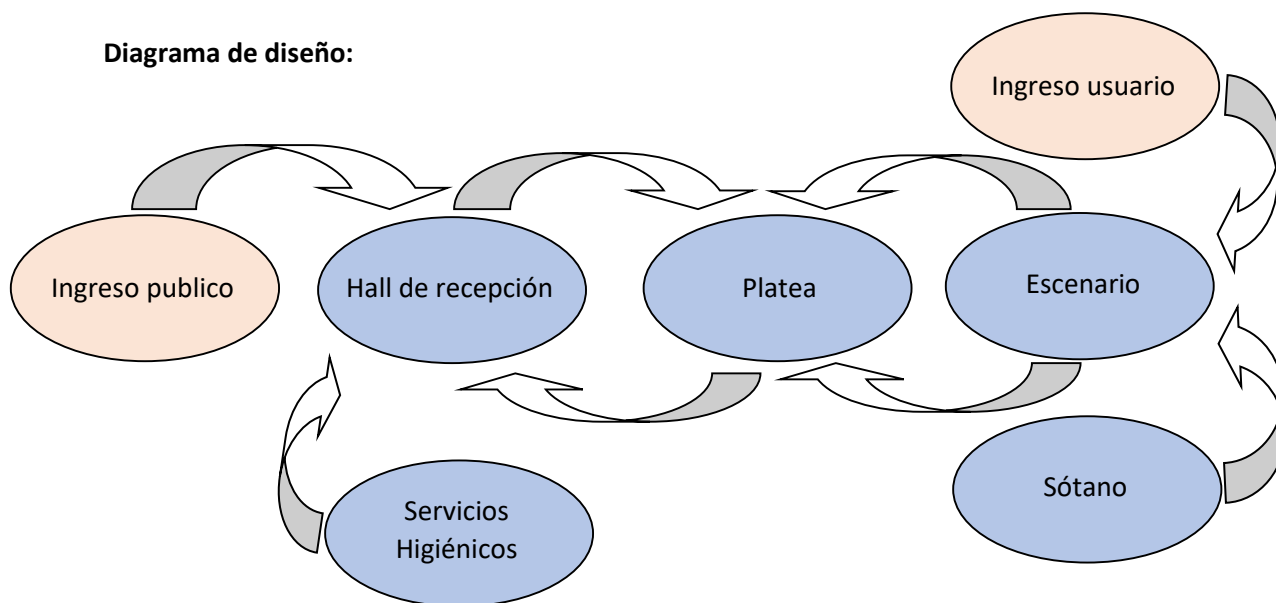 Diagrama de diseño:
Ingreso usuario
Ingreso publico
Hall de recepción
Platea
Escenario
Servicios
Higiénicos
Sótano